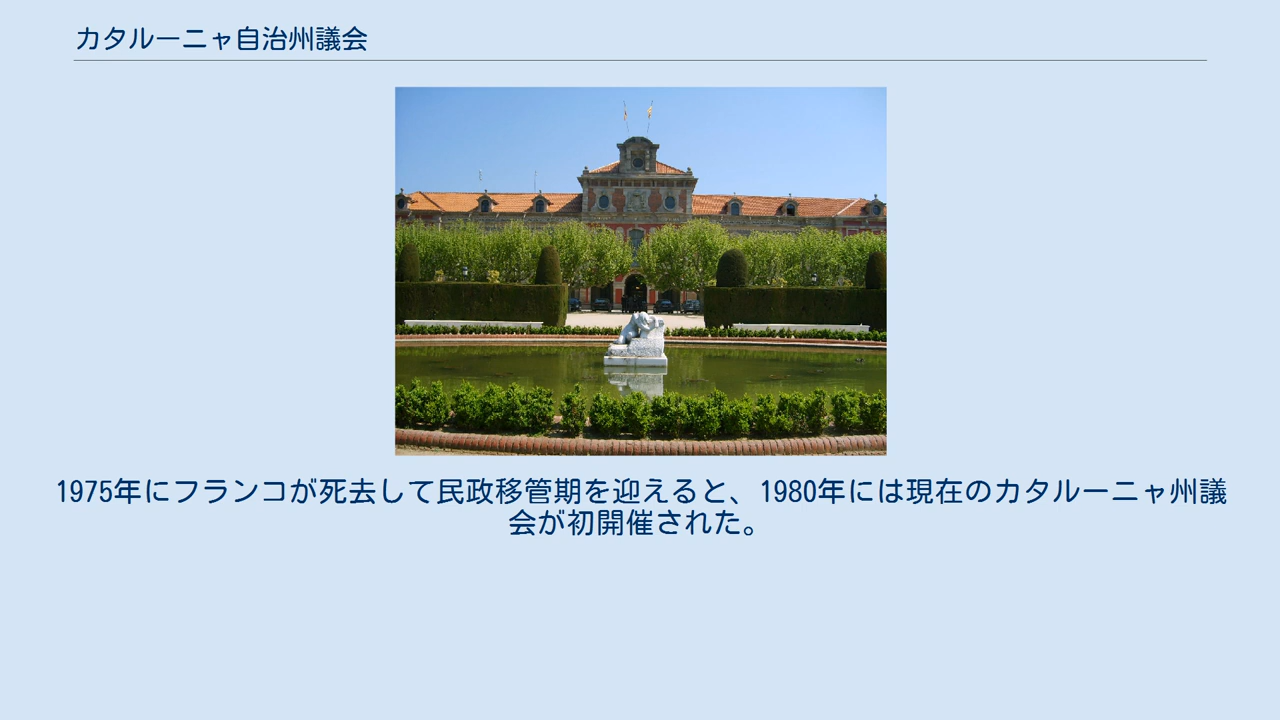 カタルーニャ自治州議会
1975年にフランコが死去して民政移管期を迎えると、1980年には現在のカタルーニャ州議
会が初開催された。